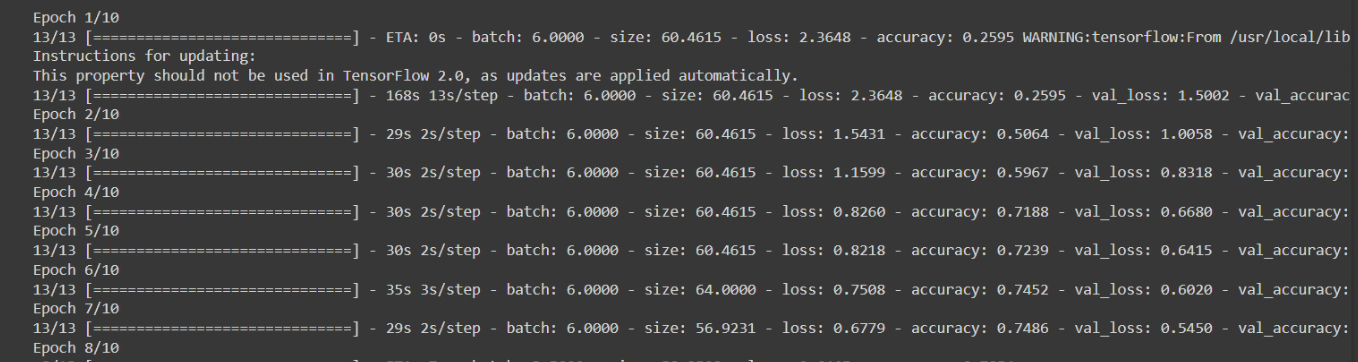 Epoch 1/10
13/13 [==============================] - ETA: 0s - batch: 6.0000 - size: 60.4615 - loss: 2.3648 - accuracy: 0.2595 WARNING:tensorflow:From /usr/local/lib
Instructions for updating:
This property should not be used in TensorFlow 2.0, as updates are applied automatically.
13/13 [==============================] - 168s 13s/step - batch: 6.0000 - size: 60.4615 - loss: 2.3648 - accuracy: 0.2595 - val_loss: 1.5002 - val_accurac
Epoch 2/10
13/13 [==============================] - 29s 2s/step - batch: 6.0000 - size: 60.4615 - loss: 1.5431 - accuracy: 0.5064 - val_loss: 1.0058 - val_accuracy:
Epoch 3/10
13/13 [==============================] - 30s 2s/step - batch: 6.0000 - size: 60.4615 - loss: 1.1599 - accuracy: 0.5967 - val_loss: 0.8318 - val_accuracy:
Epoch 4/10
13/13 [==============================] - 30s 2s/step - batch: 6.0000 - size: 60.4615 - loss: 0.8260 - accuracy: 0.7188 - val_loss: 0.6680 - val_accuracy:
Epoch 5/10
13/13 [==============================] - 30s 2s/step - batch: 6.0000 - size: 60.4615 - loss: 0.8218 - accuracy: 0.7239 - val_loss: 0.6415 - val_accuracy:
Epoch 6/10
13/13 [==============================] - 35s 3s/step - batch: 6.0000 - size: 64.0000 - loss: 0.7508 - accuracy: 0.7452 - val_loss: 0.6020 - val_accuracy:
Epoch 7/10
13/13 [==============================] - 29s 2s/step - batch: 6.0000 - size: 56.9231 - loss: 0.6779 - accuracy: 0.7486 - val_loss: 0.5450 - val_accuracy:
Epoch 8/10